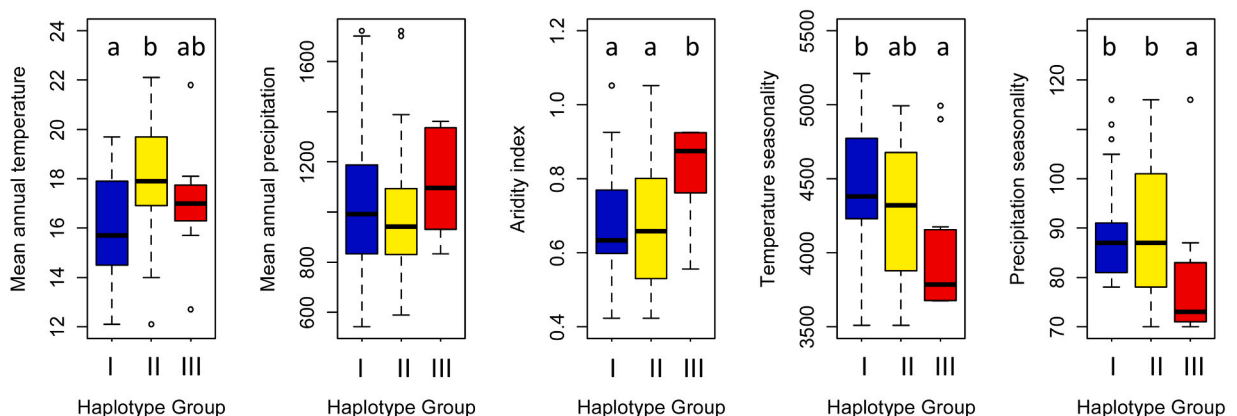 Mean annual temperature
24
22
20
18
16
14
12
a b ab
I II III
Haplotype Group
Mean annual precipitation
1600
1200
800
600
I II III
Haplotype Group
Aridity index
1.2
1.0
0.8
0.6
0.4
a a b
I II III
Haplotype Group
Temperature seasonality
5500
5000
4500
4000
3500
b ab a
I II III
Haplotype Group
Precipitation seasonality
120
100
90
80
70
b b a
I II III
Haplotype Group